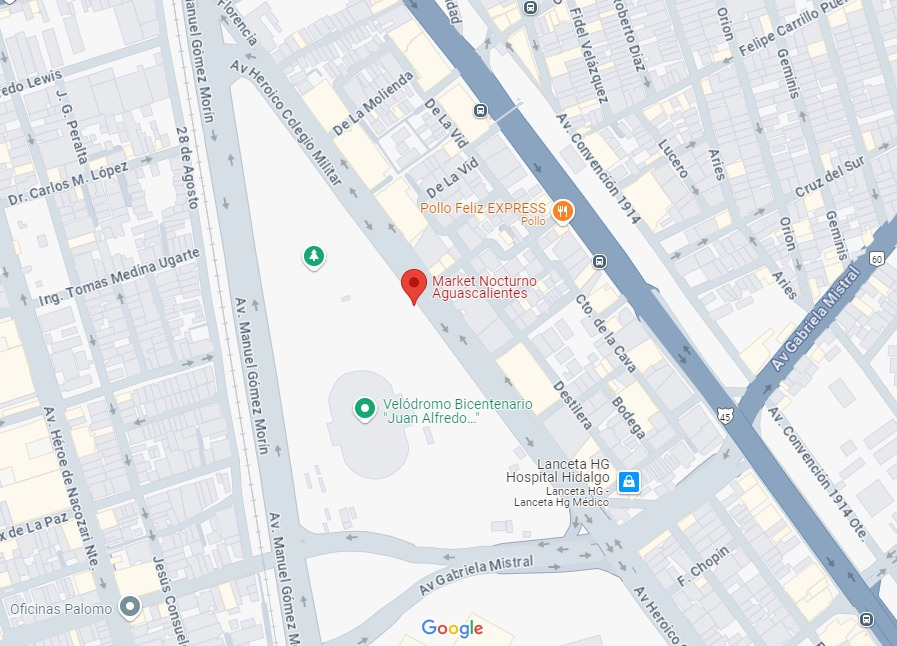 Florencia
Av Heroico Colegio Militar
De La Molienda
De La Vid
De La Vid
Fidel Velázquez
Roberto Díaz
Orion
Felipe Carrillo Pue
Geminis
Lucero
Aries
Cruz del Sur
Av. Convención 1914
Orion
Geminis
Aries
60
Av Gabriela Mistral
edo Lewis
J. G. Peralta
Manuel Gómez Morín
28 de Agosto
Dr. Carlos M. López
Ing. Tomas Medina Ugarte
Pollo Feliz EXPRESS
Pollo
Market Nocturno
Aguascalientes
Av. Manuel Gómez Morín
Cto. de la Cava
Velódromo Bicentenario
"Juan Alfredo..."
Destilera
Bodega
45
Av. Convención 1914 Ote.
Av. Héroe de Nacozari Nte.
Lanceta HG
Hospital Hidalgo
Lanceta HG -
Lanceta Hg Médico
x de La Paz
Av. Manuel Gómez M
Jesús Consuel
Av Gabriela Mistral
F. Chopin
Av Heroico
Oficinas Palomo
Google